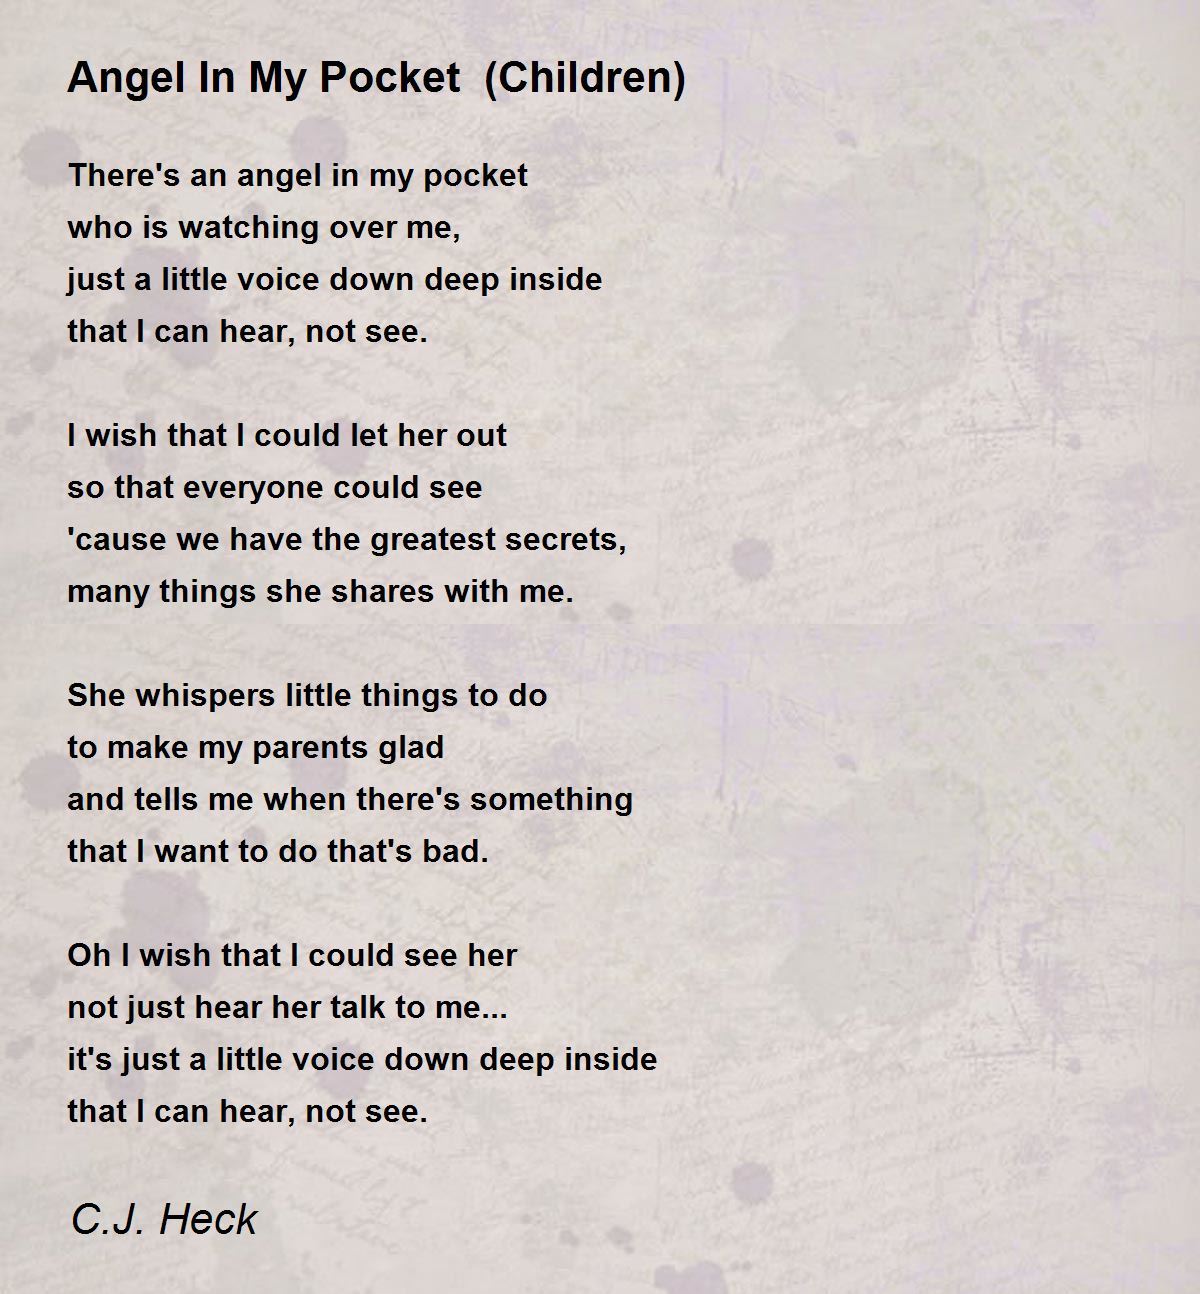 Angel In My Pocket  (Children)
There's an angel in my pocket
who is watching over me,
just a little voice down deep inside
that I can hear, not see.
I wish that I could let her out
so that everyone could see
'cause we have the greatest secrets,
many things she shares with me.
She whispers little things to do
to make my parents glad
and tells me when there's something
that I want to do that's bad.
Oh I wish that I could see her
not just hear her talk to me...
it's just a little voice down deep inside
that I can hear, not see.
C.J. Heck